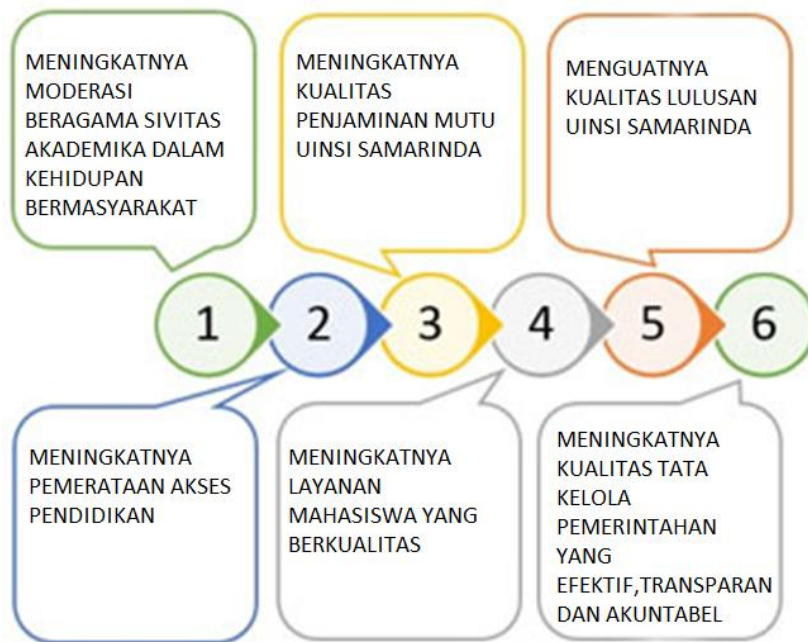 MENINGKATNYA
MODERASI
BERAGAMA SIVITAS
AKADEMIKA DALAM
KEHIDUPAN
BERMASYARAKAT
MENINGKATNYA
KUALITAS
PENJAMINAN MUTU
UINSI SAMARINDA
MENGUATNYA
KUALITAS LULUSAN
UINSI SAMARINDA
1
2
3
4
5
6
MENINGKATNYA
PEMERATAAN AKSES
PENDIDIKAN
MENINGKATNYA
LAYANAN
MAHASISWA YANG
BERKUALITAS
MENINGKATNYA
KUALITAS TATA
KELOLA
PEMERINTAHAN
YANG
EFEKTIF,TRANSPARAN
DAN AKUNTABEL